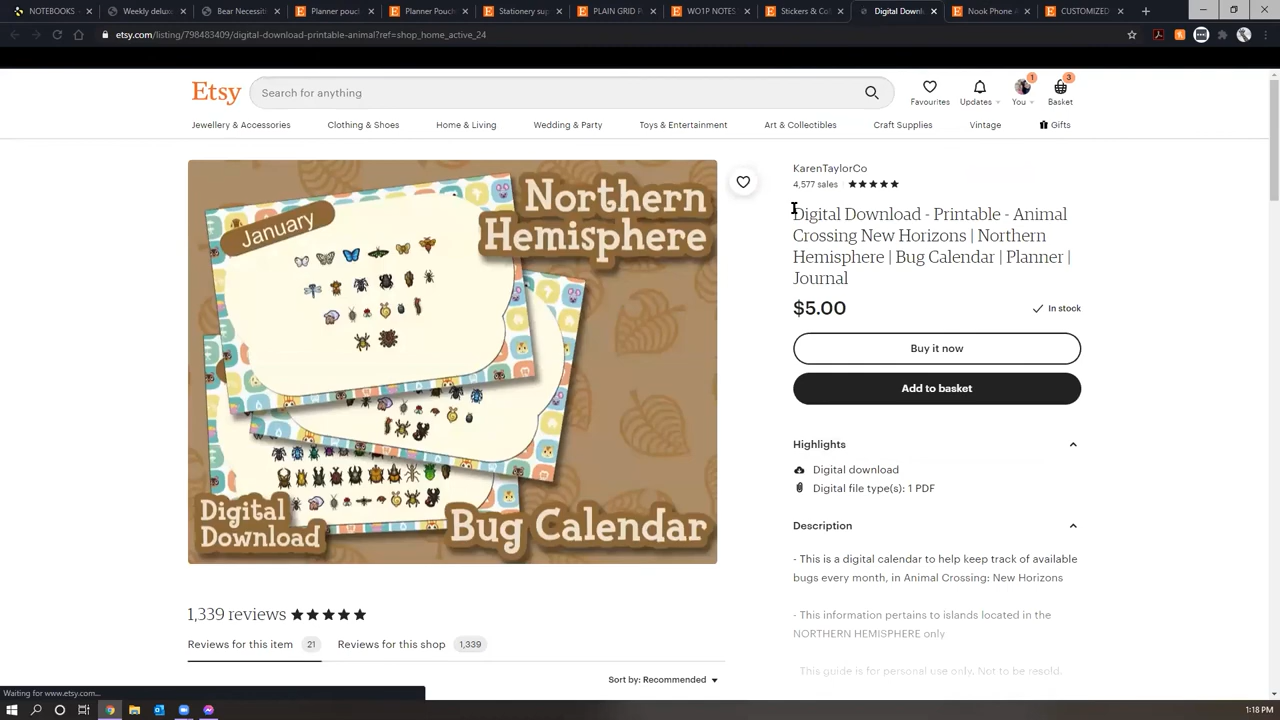 NOTEBOOKS -
Weekly deluxe
Bear Necessiti
Planner pouch
Planner Pouch
Stationery sup
PLAIN GRID P
WO1P NOTES
Stickers & Col
Digital Downl
Nook Phone A
CUSTOMIZED
etsy.com/listing/798483409/digital-download-printable-animal?ref=shop_home_active_24
Etsy
Search for anything
Favourites
Updates
1
You
3
Basket
Jewellery & Accessories
Clothing & Shoes
Home & Living
Wedding & Party
Toys & Entertainment
Art & Collectibles
Craft Supplies
Vintage
Gifts
January
Northern
Hemisphere
Digital
Download
Bug Calendar
KarenTaylorCo
4,577 sales
Digital Download - Printable - Animal
Crossing New Horizons | Northern
Hemisphere | Bug Calendar | Planner |
Journal
$5.00
In stock
Buy it now
Add to basket
Highlights
Digital download
Digital file type(s): 1 PDF
Description
- This is a digital calendar to help keep track of available
bugs every month, in Animal Crossing: New Horizons
- This information pertains to islands located in the
NORTHERN HEMISPHERE only
- This guide is for personal use only. Not to be resold.
1,339 reviews
Reviews for this item 21
Reviews for this shop 1,339
Sort by: Recommended
Waiting for www.etsy.com...
1:18 PM